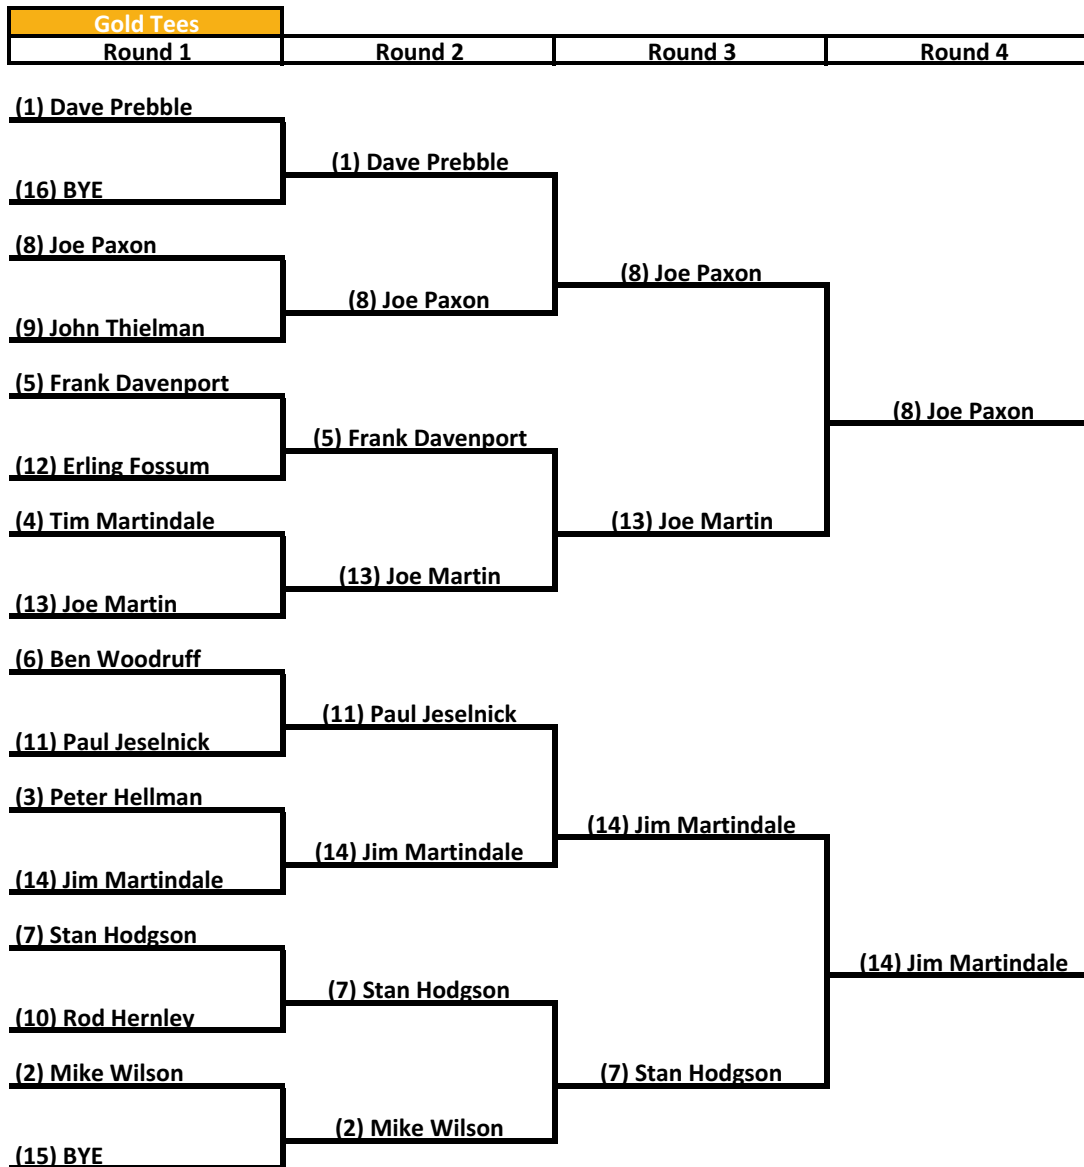 Gold Tees
Round 1
Round 2
Round 3
Round 4
(1) Dave Prebble
(16) BYE
(8) Joe Paxon
(9) John Thielman
(5) Frank Davenport
(12) Erling Fossum
(4) Tim Martindale
(13) Joe Martin
(6) Ben Woodruff
(11) Paul Jeselnick
(3) Peter Hellman
(14) Jim Martindale
(7) Stan Hodgson
(10) Rod Hernley
(2) Mike Wilson
(15) BYE
(1) Dave Prebble
(8) Joe Paxon
(5) Frank Davenport
(13) Joe Martin
(11) Paul Jeselnick
(14) Jim Martindale
(7) Stan Hodgson
(2) Mike Wilson
(8) Joe Paxon
(13) Joe Martin
(14) Jim Martindale
(7) Stan Hodgson
(8) Joe Paxon
(14) Jim Martindale